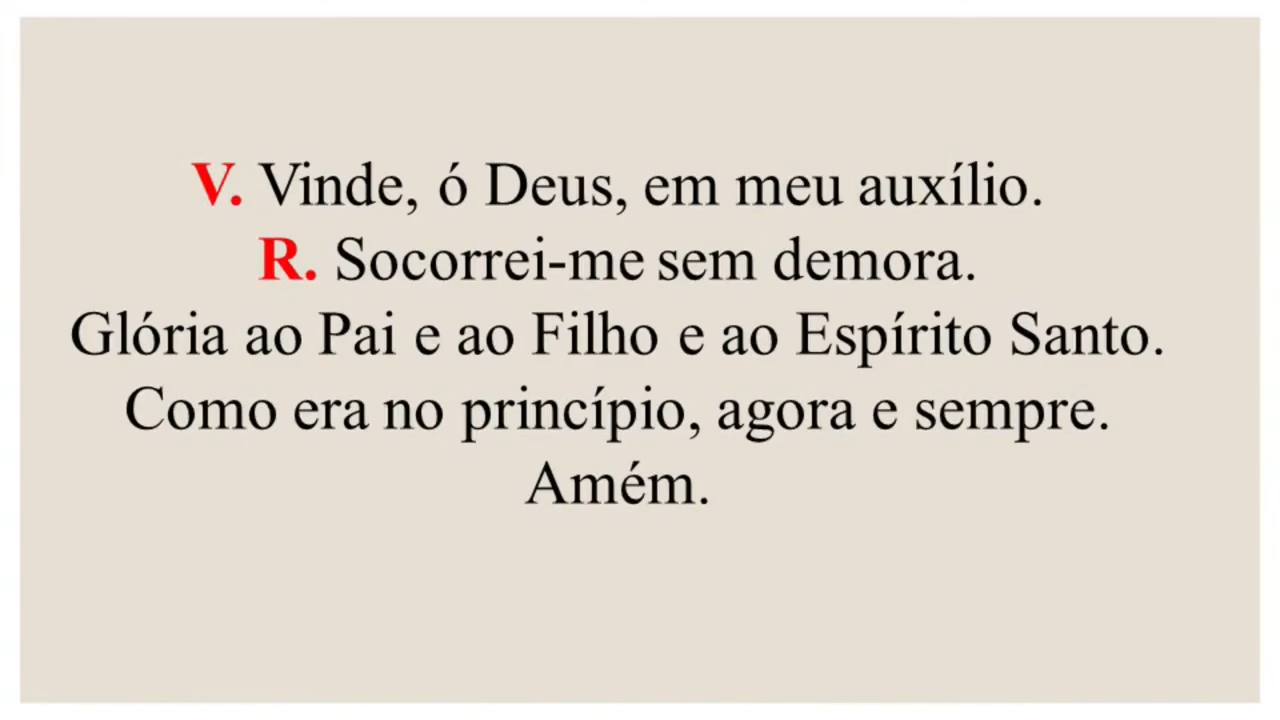 V. Vinde, ó Deus, em meu auxílio.
R. Socorrei-me sem demora.
Glória ao Pai e ao Filho e ao Espírito Santo.
Como era no princípio, agora e sempre.
Amém.